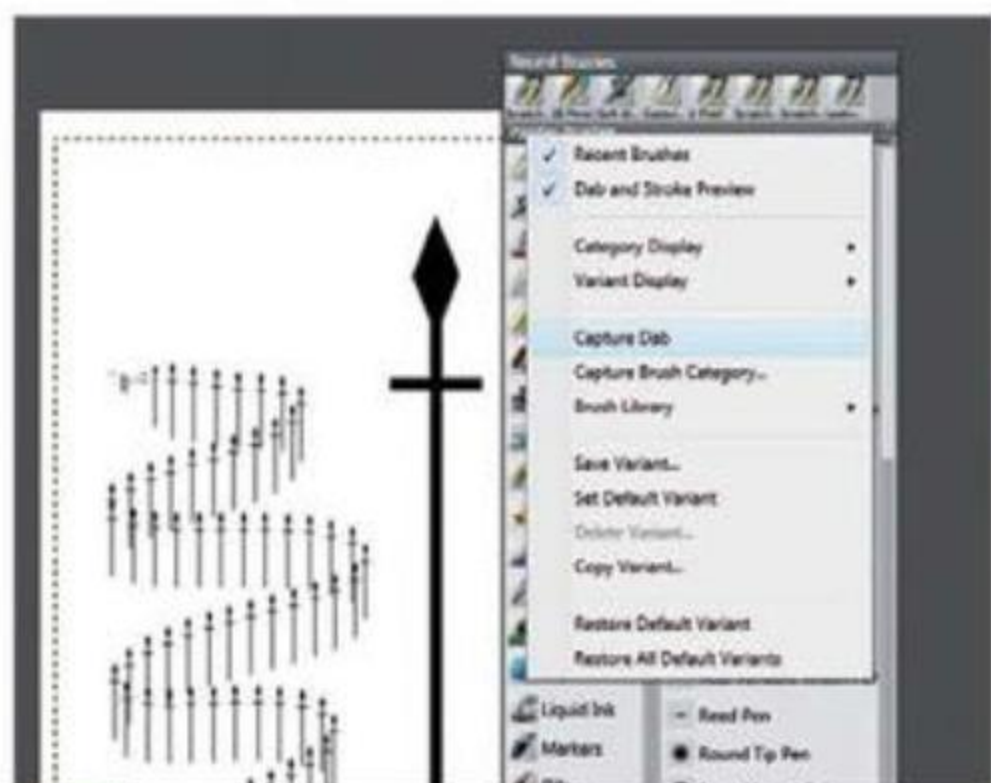 Recent Brushes
Recent Brushes
Dab and Stroke Preview
Category Display
Variant Display
Capture Dab
Capture Brush Category...
Brush Library
Save Variant...
Set Default Variant
Delete Variant...
Copy Variant...
Restore Default Variant
Restore All Default Variants
Liquid Ink
Reed Pen
Markers
Round Tip Pen